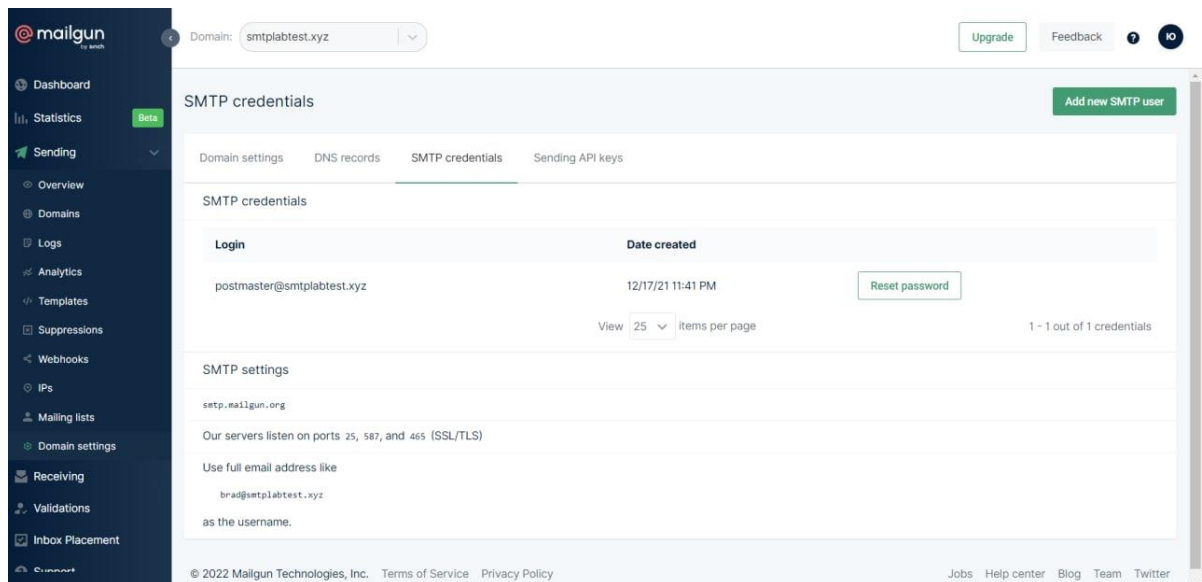 @mailgun
by sinch
Domain: smtplabtest.xyz
Upgrade
Feedback
?
IO
Dashboard
Statistics Beta
Sending
Overview
Domains
Logs
Analytics
Templates
Suppressions
Webhooks
IPs
Mailing lists
Domain settings
Receiving
Validations
Inbox Placement
Support
SMTP credentials
Add new SMTP user
Domain settings DNS records SMTP credentials Sending API keys
SMTP credentials
Login Date created
postmaster@smtplabtest.xyz 12/17/21 11:41 PM Reset password
View 25 items per page 1 - 1 out of 1 credentials
SMTP settings
smtp.mailgun.org
Our servers listen on ports 25, 587, and 465 (SSL/TLS)
Use full email address like
brad@smtplabtest.xyz
as the username.
© 2022 Mailgun Technologies, Inc. Terms of Service Privacy Policy Jobs Help center Blog Team Twitter